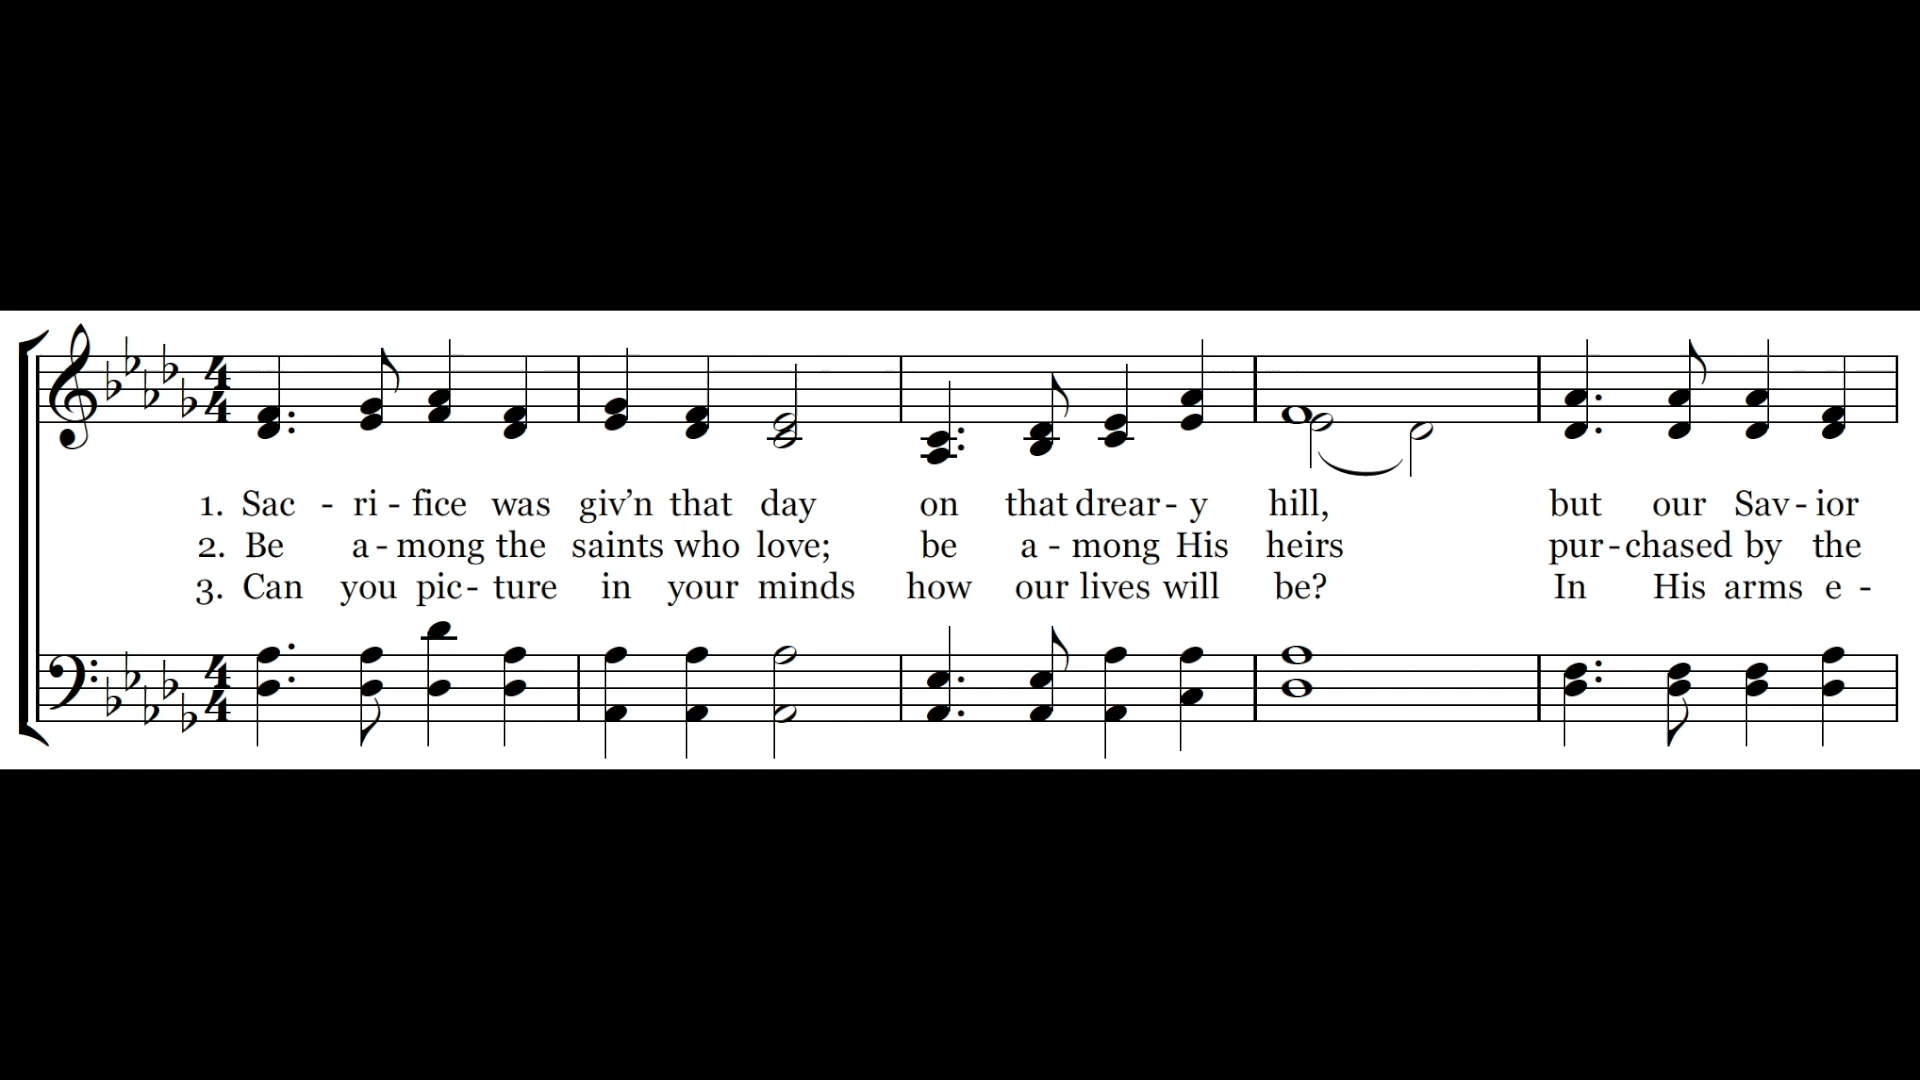 1. Sac - ri - fice was giv’n that day on that drear - y hill, but our Sav - ior
2. Be a - mong the saints who love; be a - mong His heirs pur - chased by the
3. Can you pic - ture in your minds how our lives will be? In His arms e -